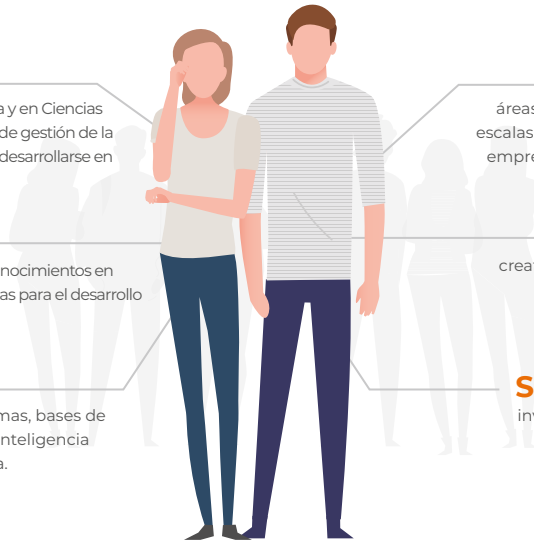 a y en Ciencias
de gestión de la
desarrollarse en
nocimientos en
as para el desarrollo
mas, bases de
nteligencia
a.
áreas
escalas
empre
creat
S
inv